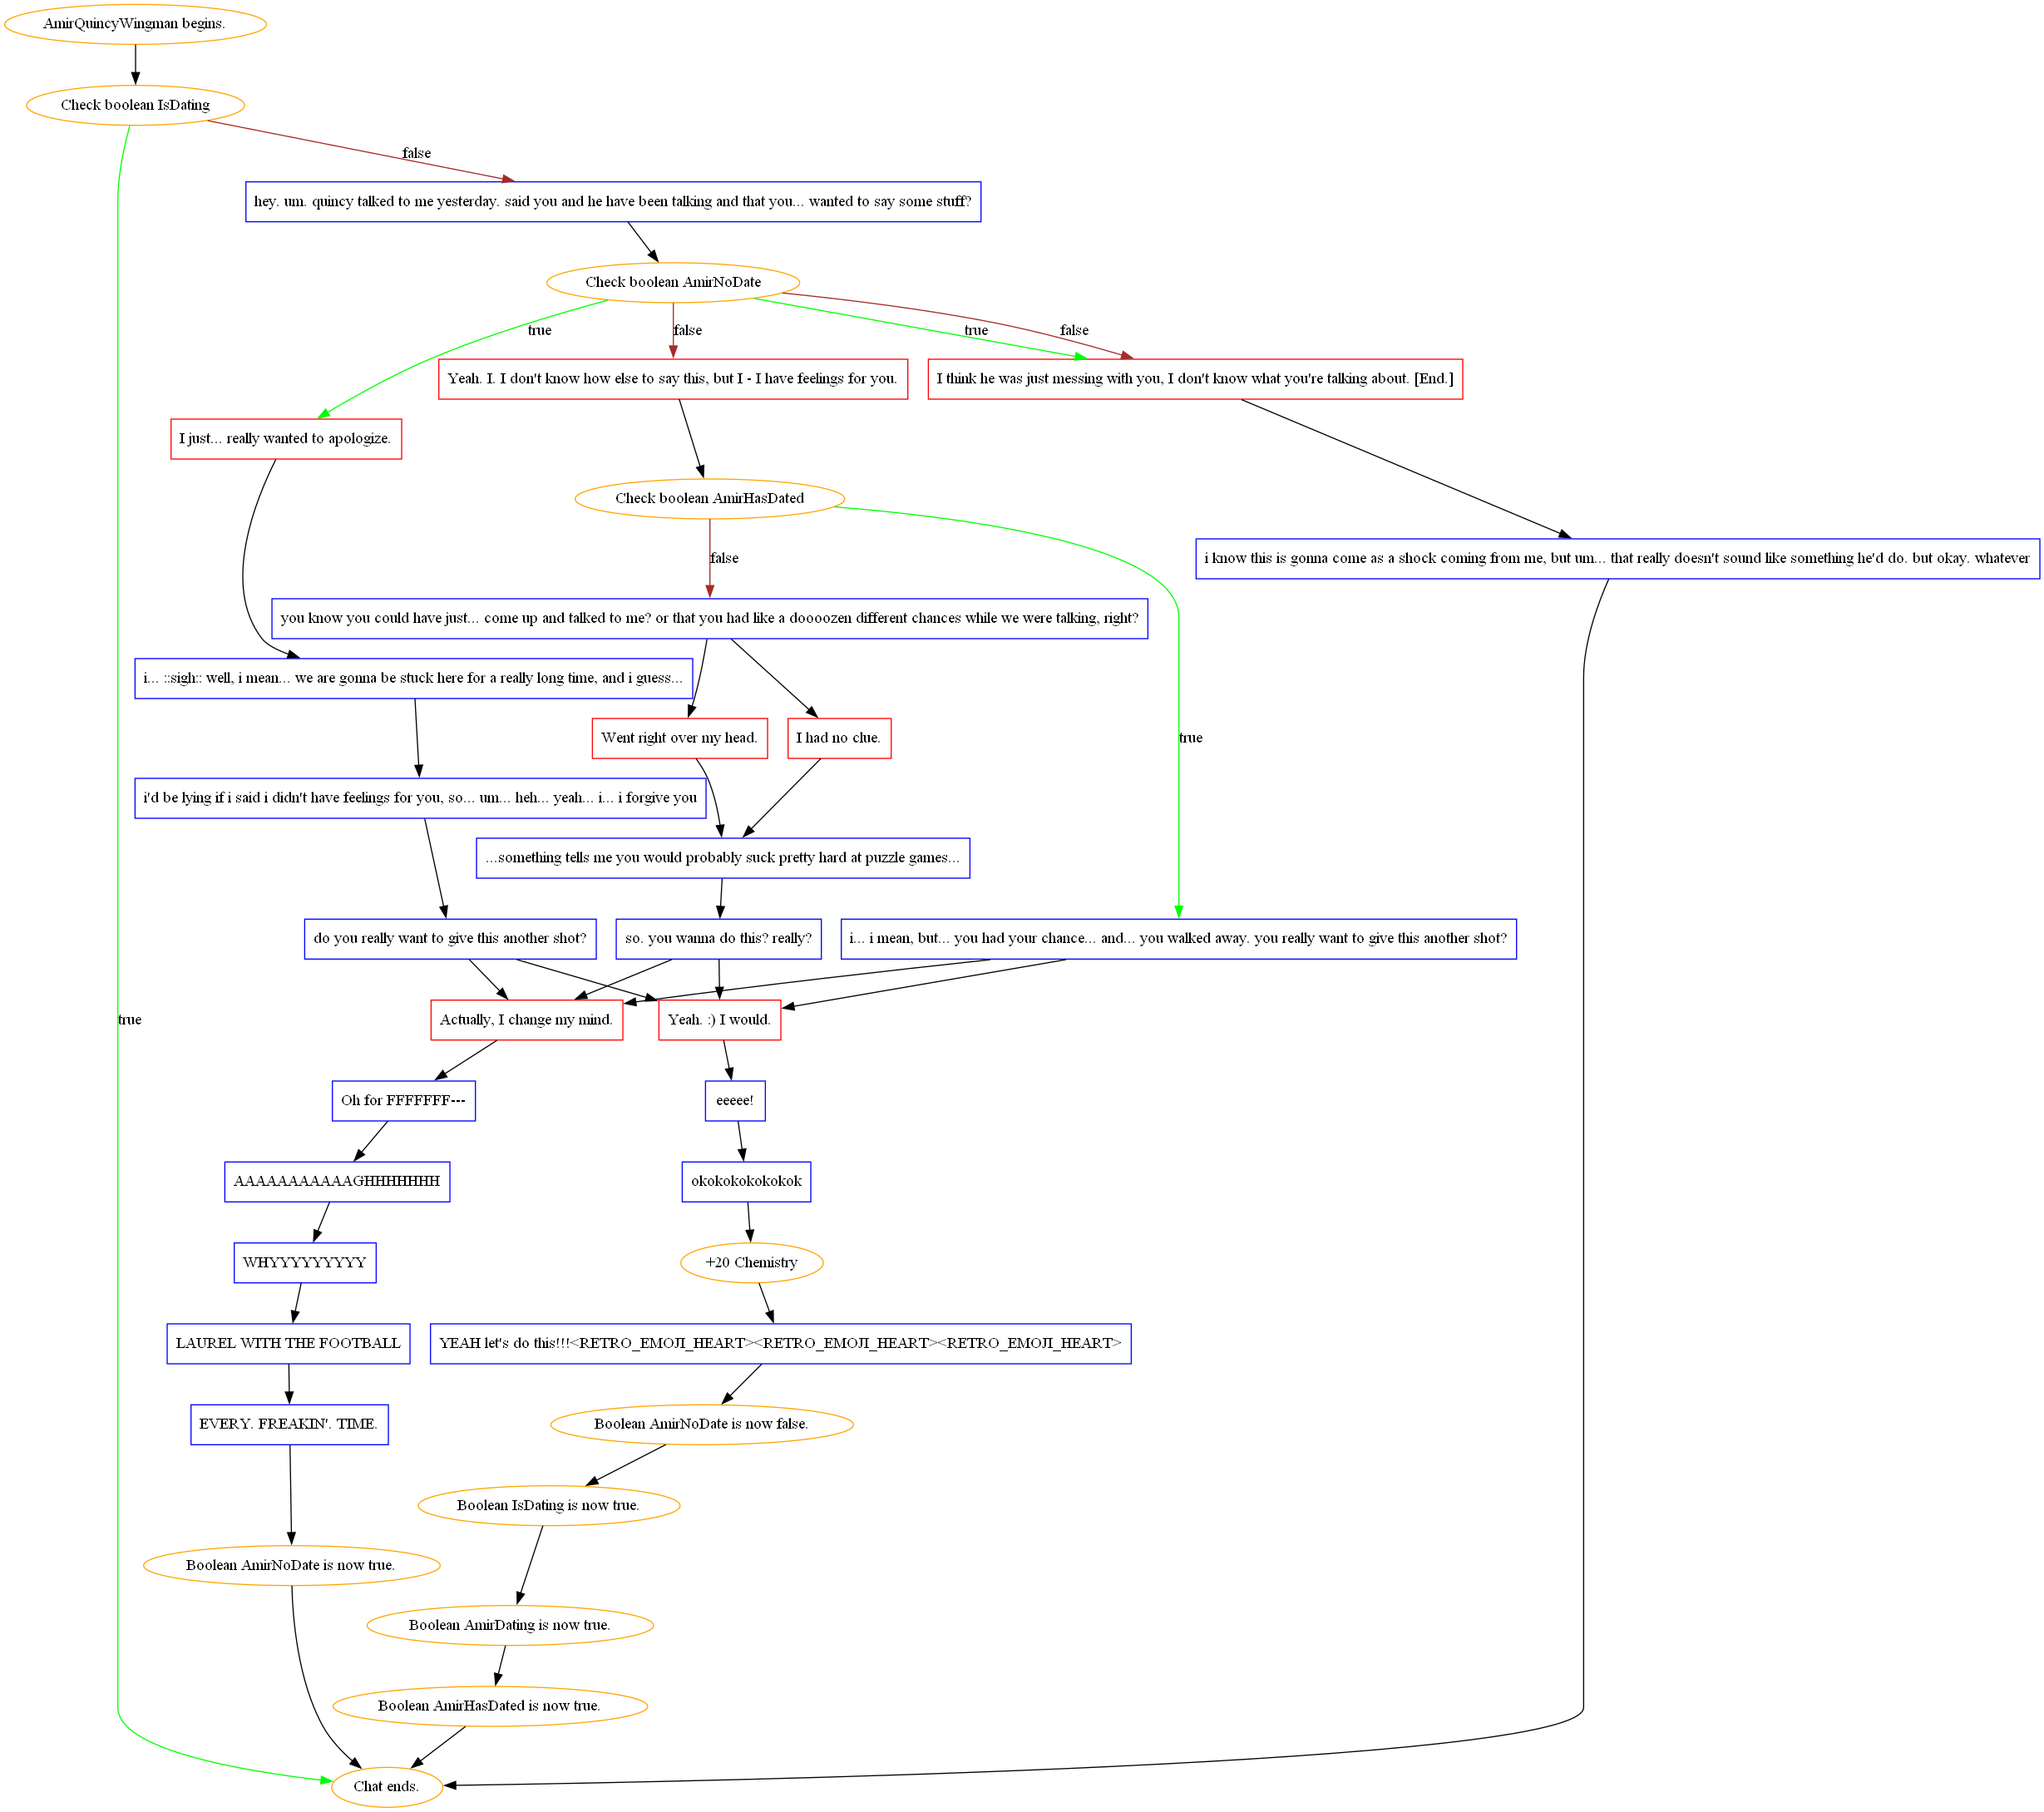 AmirQuincyWingman begins.
Check boolean IsDating
false
hey. um. quincy talked to me yesterday. said you and he have been talking and that you... wanted to say some stuff?
Check boolean AmirNoDate
true
false
true
false
Yeah. I. I don't know how else to say this, but I - I have feelings for you.
I think he was just messing with you, I don't know what you're talking about. [End.]
I just... really wanted to apologize.
Check boolean AmirHasDated
false
i know this is gonna come as a shock coming from me, but um... that really doesn't sound like something he'd do. but okay. whatever
you know you could have just... come up and talked to me? or that you had like a doooozen different chances while we were talking, right?
i... ::sigh:: well, i mean... we are gonna be stuck here for a really long time, and i guess...
Went right over my head.
I had no clue.
true
i'd be lying if i said i didn't have feelings for you, so... um... heh... yeah... i... i forgive you
...something tells me you would probably suck pretty hard at puzzle games...
do you really want to give this another shot?
so. you wanna do this? really?
i... i mean, but... you had your chance... and... you walked away. you really want to give this another shot?
true
Actually, I change my mind.
Yeah. :) I would.
Oh for FFFFFFF---
eeeee!
AAAAAAAAAAAGHHHHHHH
okokokokokokok
WHYYYYYYYYYY
+20 Chemistry
LAUREL WITH THE FOOTBALL
YEAH let's do this!!!<RETRO_EMOJI_HEART><RETRO_EMOJI_HEART><RETRO_EMOJI_HEART>
EVERY. FREAKIN'. TIME.
Boolean AmirNoDate is now false.
Boolean IsDating is now true.
Boolean AmirNoDate is now true.
Boolean AmirDating is now true.
Boolean AmirHasDated is now true.
Chat ends.